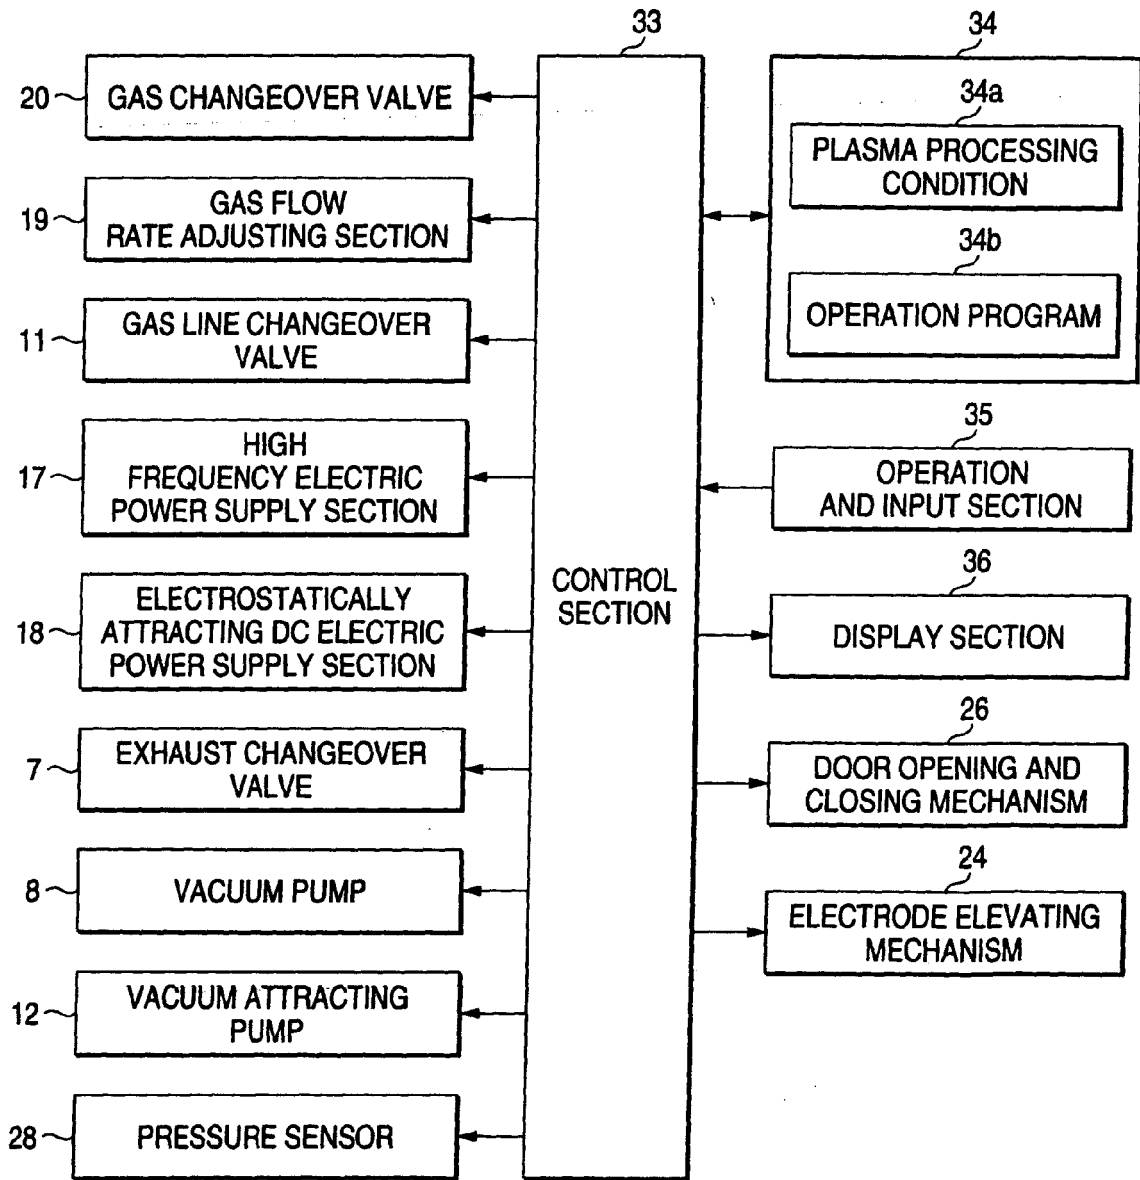 33
34
20
GAS CHANGEOVER VALVE
34a
PLASMA PROCESSING
CONDITION
19
GAS FLOW
RATE ADJUSTING SECTION
34b
OPERATION PROGRAM
11
GAS LINE CHANGEOVER
VALVE
35
17
HIGH
FREQUENCY ELECTRIC
POWER SUPPLY SECTION
OPERATION
AND INPUT SECTION
CONTROL
SECTION
36
18
ELECTROSTATICALLY
ATTRACTING DC ELECTRIC
POWER SUPPLY SECTION
DISPLAY SECTION
26
7
EXHAUST CHANGEOVER
VALVE
DOOR OPENING AND
CLOSING MECHANISM
24
8
VACUUM PUMP
ELECTRODE ELEVATING
MECHANISM
12
VACUUM ATTRACTING
PUMP
28
PRESSURE SENSOR